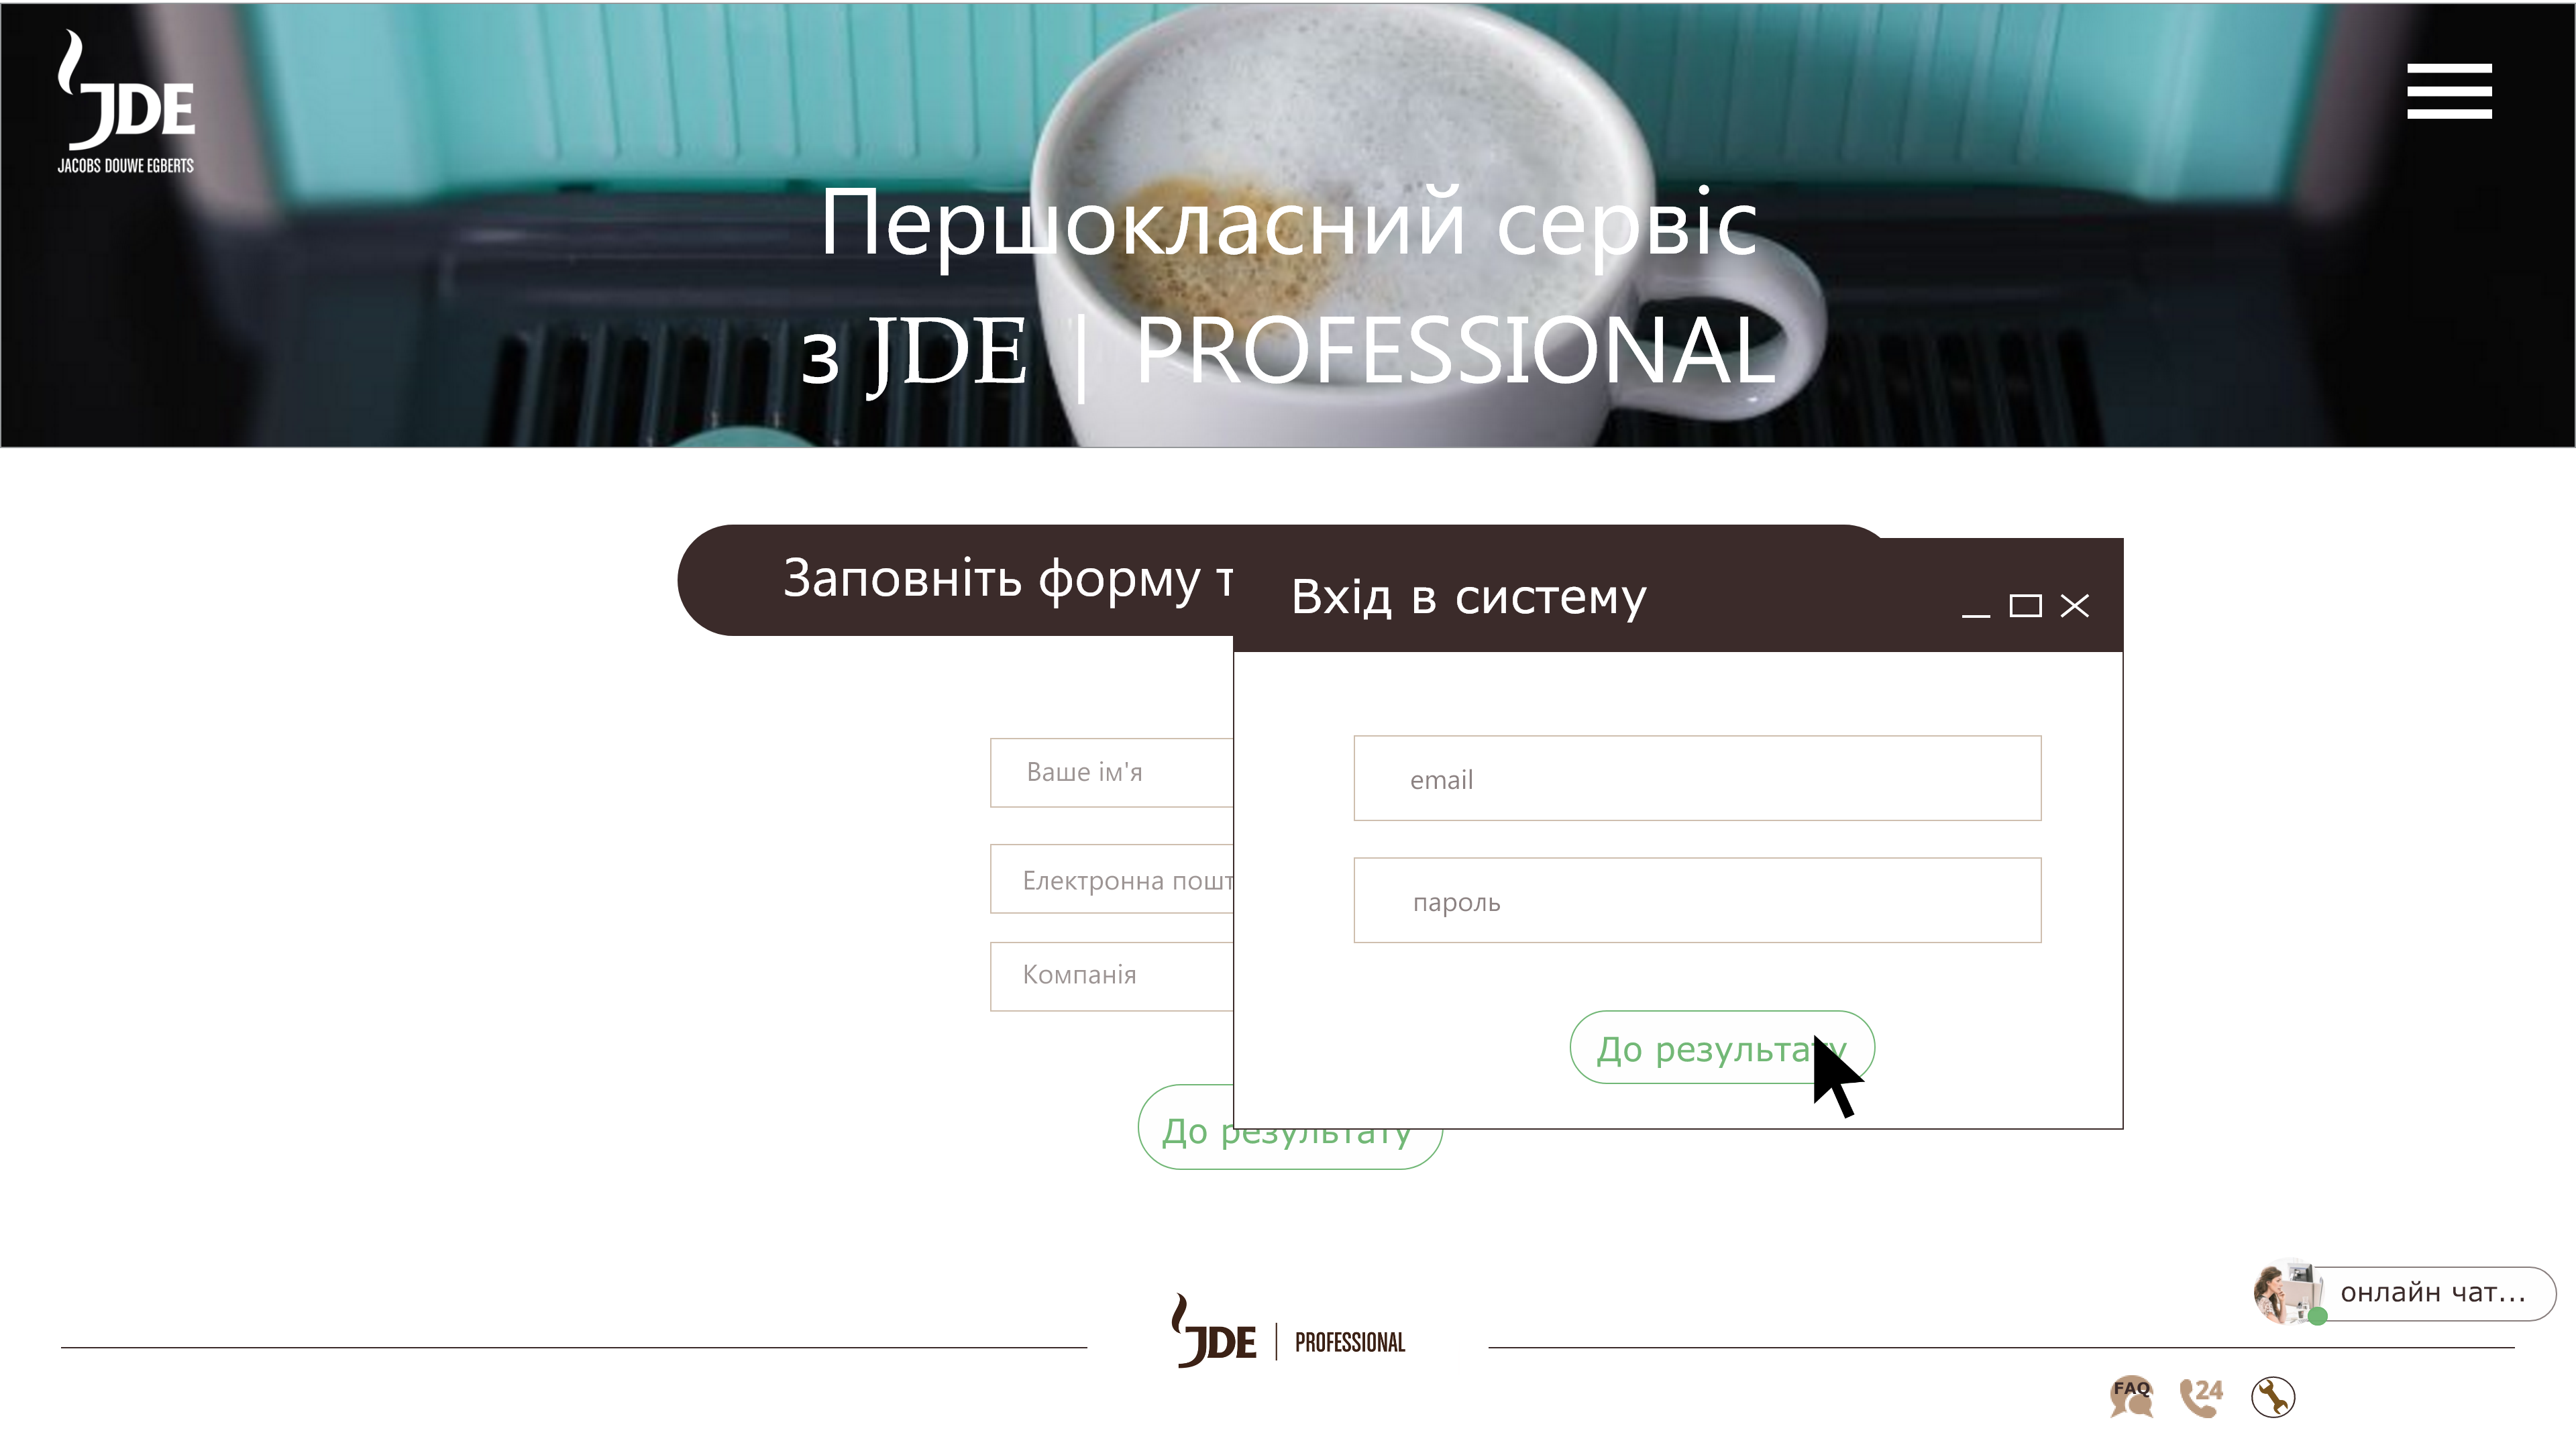 JDE
JACOBS DOUWE EGBERTS
Першокласний сервіс
з JDE | PROFESSIONAL
Заповніть форму
Вхід в систему
Ваше ім'я
email
Електронна
пароль
Компанія
До результату
До результату
онлайн чат...
JDE | PROFESSIONAL
FAQ
24